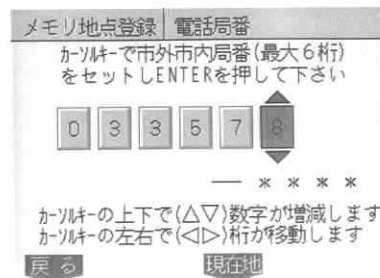 メモリ地点登録 電話局番
ｶｰｿﾙｷｰで市外市内局番(最大6桁)
をセットしENTERを押して下さい
0 3 3 5 7 8
― * * * *
ｶｰｿﾙｷｰの上下で(△▽)数字が増減します
ｶｰｿﾙｷｰの左右で(◁▷)桁が移動します
戻る 現在地